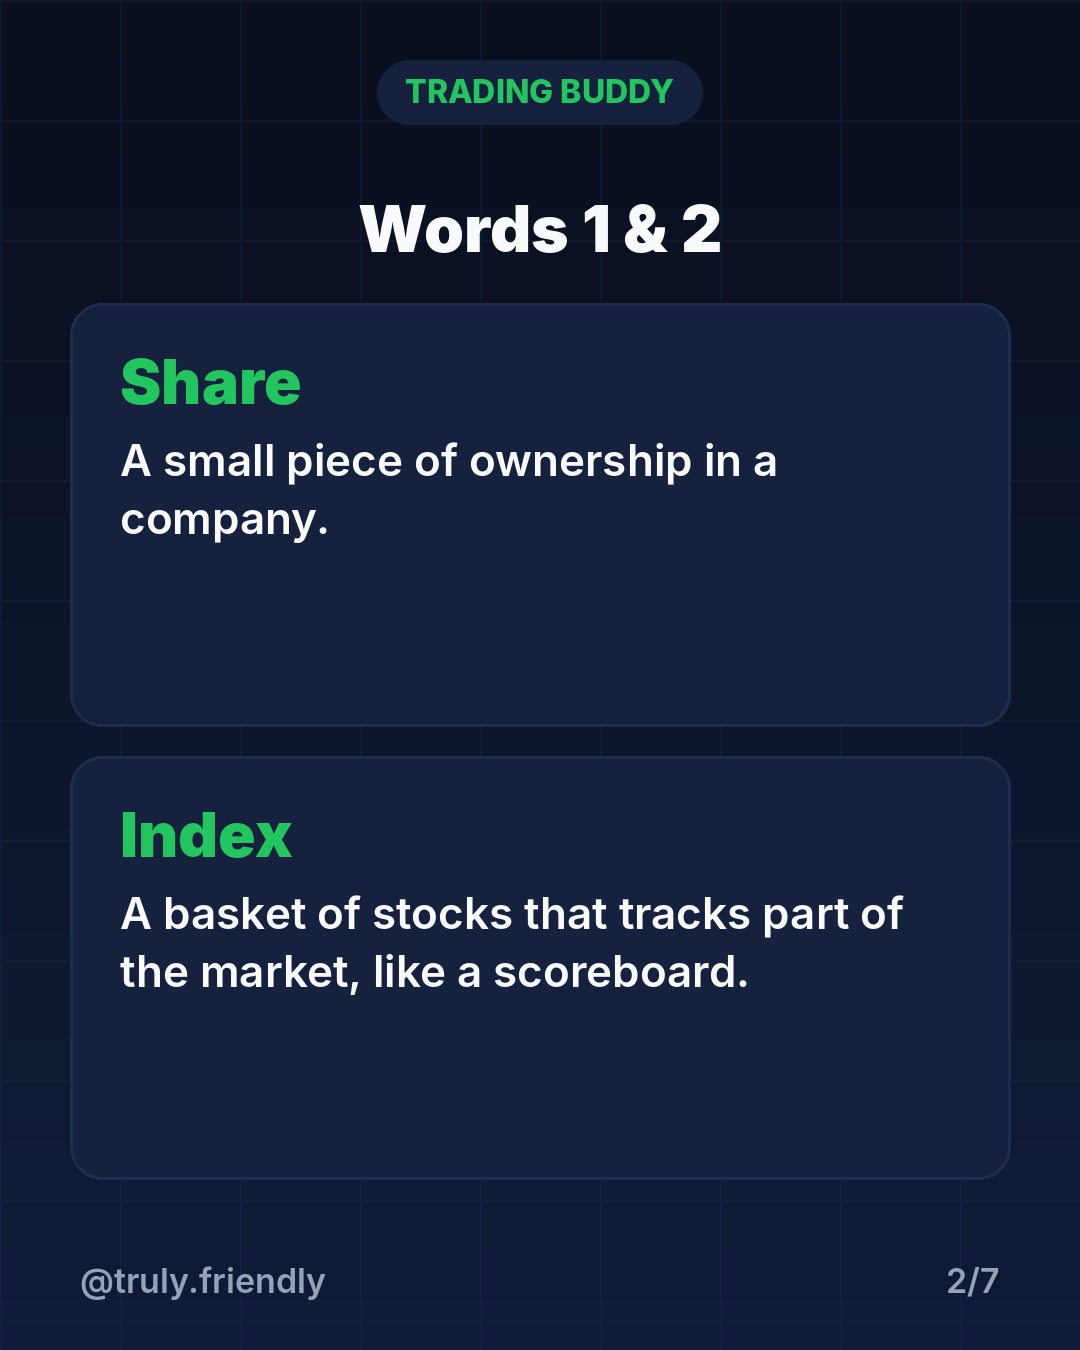 TRADING BUDDY
Words 1 & 2
Share
A small piece of ownership in a
company.
Index
A basket of stocks that tracks part of
the market, like a scoreboard.
@truly.friendly
2/7